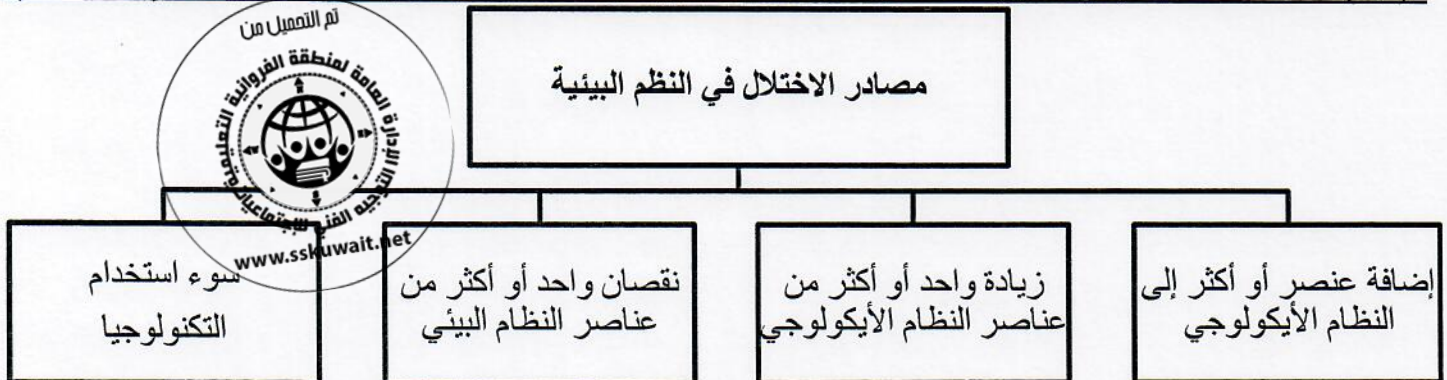 تم التحميل من
الإدارة العامة لمنطقة الفروانية التعليمية
التوجيه الفني للاجتماعيات
www.sskuwait.net
مصادر الاختلال في النظم البيئية
إضافة عنصر أو أكثر إلى
النظام الأيكولوجي
زيادة واحد أو أكثر من
عناصر النظام الأيكولوجي
نقصان واحد أو أكثر من
عناصر النظام البيئي
سوء استخدام
التكنولوجيا